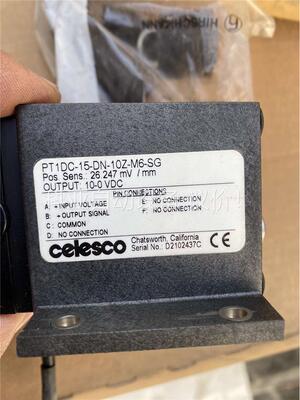 HIRSCHMANN
PT1DC-15-DN-10Z-M6-SG
Pos. Sens.: 26.247 mV / mm
OUTPUT: 10-0 VDC
PIN CONNECTIONS
A: +INPUT VOLTAGE E: NO CONNECTION
B: +OUTPUT SIGNAL F: NO CONNECTION
C: COMMON
D: NO CONNECTION
celesco
Chatsworth, California
Serial No.: D2102437C
CE